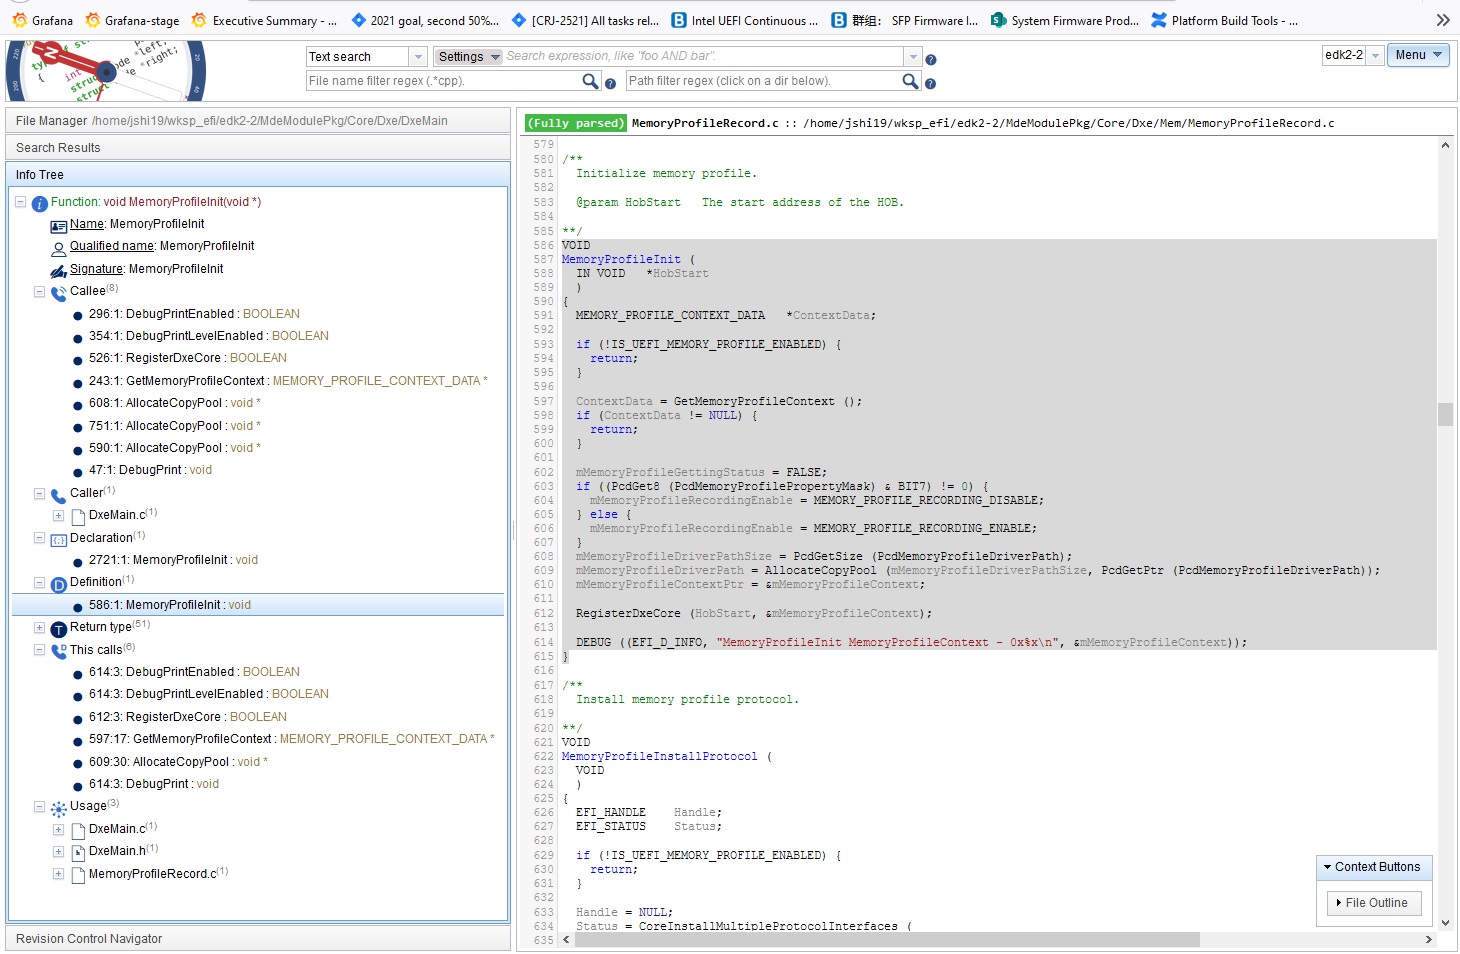 Grafana Grafana-stage Executive Summary - ... 2021 goal, second 50%... [CRJ-2521] All tasks rel... Intel UEFI Continuous ... 群组： SFP Firmware I... System Firmware Prod... Platform Build Tools - ...
Text search Settings Search expression, like "foo AND bar". edk2-2 Menu
File name filter regex (.*cpp). Path filter regex (click on a dir below).
File Manager /home/jshi19/wksp_efi/edk2-2/MdeModulePkg/Core/Dxe/DxeMain
Search Results
Info Tree
Function: void MemoryProfileInit(void *)
Name: MemoryProfileInit
Qualified name: MemoryProfileInit
Signature: MemoryProfileInit
Callee(8)
296:1: DebugPrintEnabled : BOOLEAN
354:1: DebugPrintLevelEnabled : BOOLEAN
526:1: RegisterDxeCore : BOOLEAN
243:1: GetMemoryProfileContext : MEMORY_PROFILE_CONTEXT_DATA *
608:1: AllocateCopyPool : void *
751:1: AllocateCopyPool : void *
590:1: AllocateCopyPool : void *
47:1: DebugPrint : void
Caller(1)
DxeMain.c(1)
Declaration(1)
2721:1: MemoryProfileInit : void
Definition(1)
586:1: MemoryProfileInit : void
Return type(51)
This calls(6)
614:3: DebugPrintEnabled : BOOLEAN
614:3: DebugPrintLevelEnabled : BOOLEAN
612:3: RegisterDxeCore : BOOLEAN
597:17: GetMemoryProfileContext : MEMORY_PROFILE_CONTEXT_DATA *
609:30: AllocateCopyPool : void *
614:3: DebugPrint : void
Usage(3)
DxeMain.c(1)
DxeMain.h(1)
MemoryProfileRecord.c(1)
Revision Control Navigator
(Fully parsed) MemoryProfileRecord.c :: /home/jshi19/wksp_efi/edk2-2/MdeModulePkg/Core/Dxe/Mem/MemoryProfileRecord.c
579
580 /**
581 Initialize memory profile.
582
583 @param HobStart The start address of the HOB.
584
585 **/
586 VOID
587 MemoryProfileInit (
588 IN VOID *HobStart
589 )
590 {
591 MEMORY_PROFILE_CONTEXT_DATA *ContextData;
592
593 if (!IS_UEFI_MEMORY_PROFILE_ENABLED) {
594 return;
595 }
596
597 ContextData = GetMemoryProfileContext ();
598 if (ContextData != NULL) {
599 return;
600 }
601
602 mMemoryProfileGettingStatus = FALSE;
603 if ((PcdGet8 (PcdMemoryProfilePropertyMask) & BIT7) != 0) {
604 mMemoryProfileRecordingEnable = MEMORY_PROFILE_RECORDING_DISABLE;
605 } else {
606 mMemoryProfileRecordingEnable = MEMORY_PROFILE_RECORDING_ENABLE;
607 }
608 mMemoryProfileDriverPathSize = PcdGetSize (PcdMemoryProfileDriverPath);
609 mMemoryProfileDriverPath = AllocateCopyPool (mMemoryProfileDriverPathSize, PcdGetPtr (PcdMemoryProfileDriverPath));
610 mMemoryProfileContextPtr = &mMemoryProfileContext;
611
612 RegisterDxeCore (HobStart, &mMemoryProfileContext);
613
614 DEBUG ((EFI_D_INFO, "MemoryProfileInit MemoryProfileContext - 0x%x\n", &mMemoryProfileContext));
615 }
616
617 /**
618 Install memory profile protocol.
619
620 **/
621 VOID
622 MemoryProfileInstallProtocol (
623 VOID
624 )
625 {
626 EFI_HANDLE Handle;
627 EFI_STATUS Status;
628
629 if (!IS_UEFI_MEMORY_PROFILE_ENABLED) {
630 return;
631 }
632
633 Handle = NULL;
634 Status = CoreInstallMultipleProtocolInterfaces (
635
Context Buttons
File Outline